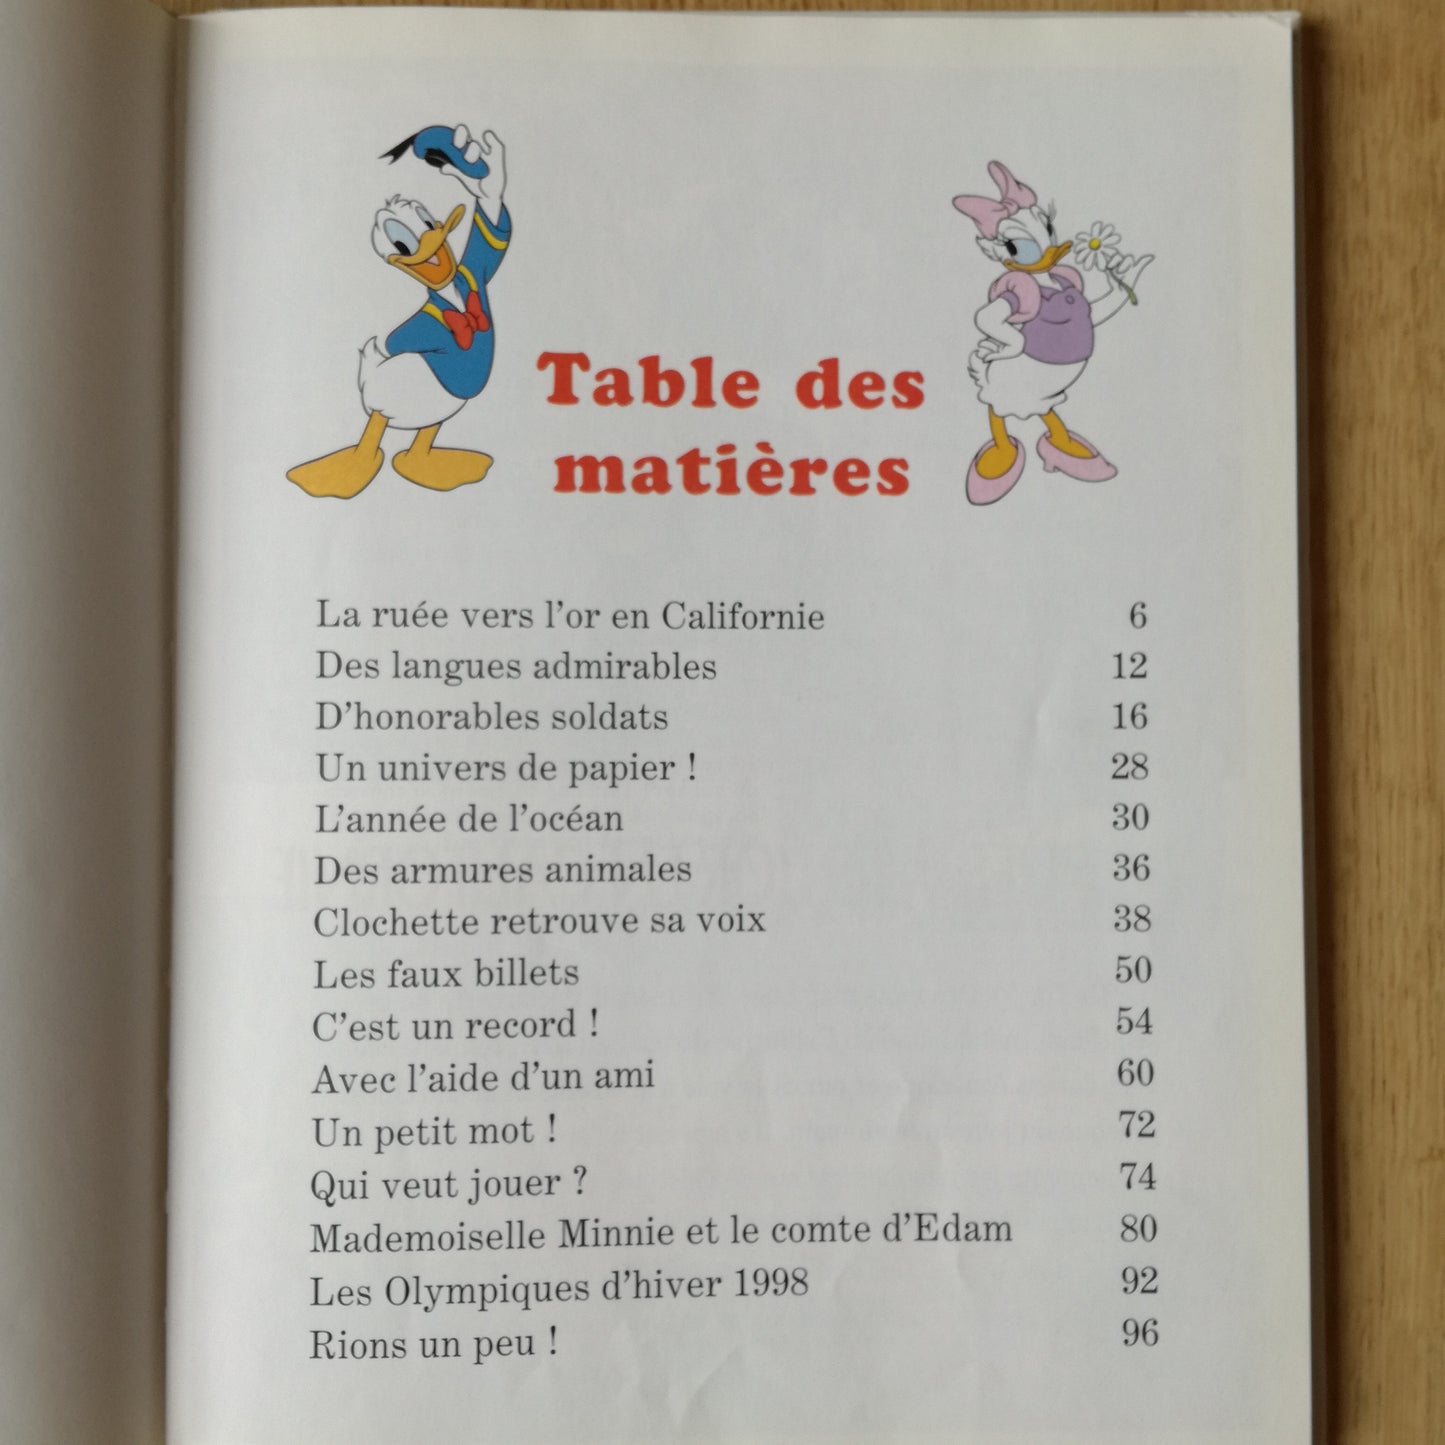 Table des
matières
La ruée vers l'or en Californie 6
Des langues admirables 12
D'honorables soldats 16
Un univers de papier ! 28
L'année de l'océan 30
Des armures animales 36
Clochette retrouve sa voix 38
Les faux billets 50
C'est un record ! 54
Avec l'aide d'un ami 60
Un petit mot ! 72
Qui veut jouer ? 74
Mademoiselle Minnie et le comte d'Edam 80
Les Olympiques d'hiver 1998 92
Rions un peu ! 96